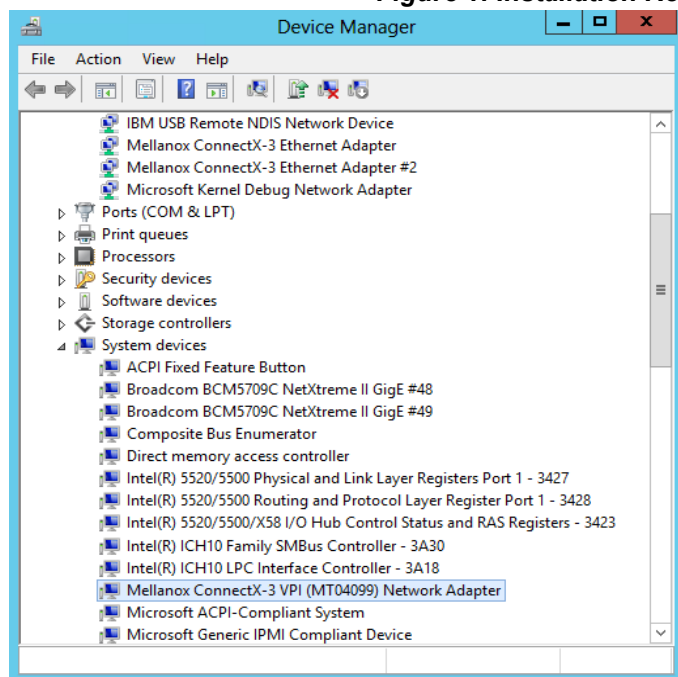 Figure 1: Installation Re
Device Manager
File Action View Help
IBM USB Remote NDIS Network Device
Mellanox ConnectX-3 Ethernet Adapter
Mellanox ConnectX-3 Ethernet Adapter #2
Microsoft Kernel Debug Network Adapter
Ports (COM & LPT)
Print queues
Processors
Security devices
Software devices
Storage controllers
System devices
ACPI Fixed Feature Button
Broadcom BCM5709C NetXtreme II GigE #48
Broadcom BCM5709C NetXtreme II GigE #49
Composite Bus Enumerator
Direct memory access controller
Intel(R) 5520/5500 Physical and Link Layer Registers Port 1 - 3427
Intel(R) 5520/5500 Routing and Protocol Layer Register Port 1 - 3428
Intel(R) 5520/5500/X58 I/O Hub Control Status and RAS Registers - 3423
Intel(R) ICH10 Family SMBus Controller - 3A30
Intel(R) ICH10 LPC Interface Controller - 3A18
Mellanox ConnectX-3 VPI (MT04099) Network Adapter
Microsoft ACPI-Compliant System
Microsoft Generic IPMI Compliant Device